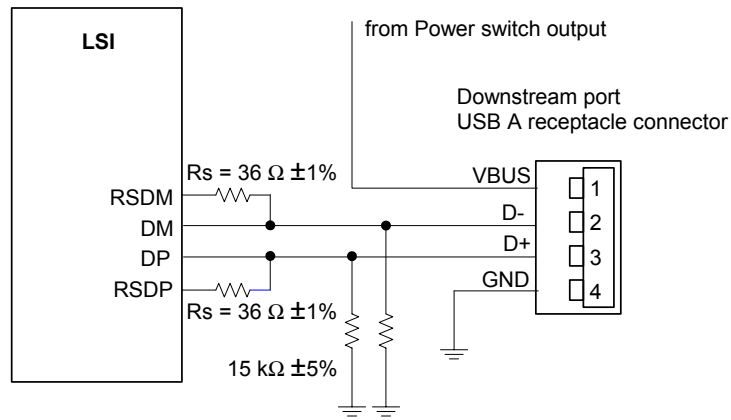 LSI
from Power switch output
Downstream port
USB A receptacle connector
Rs = 36 Ω ±1%
VBUS
1
RSDM
D-
2
DM
D+
3
DP
GND
4
RSDP
Rs = 36 Ω ±1%
15 kΩ ±5%